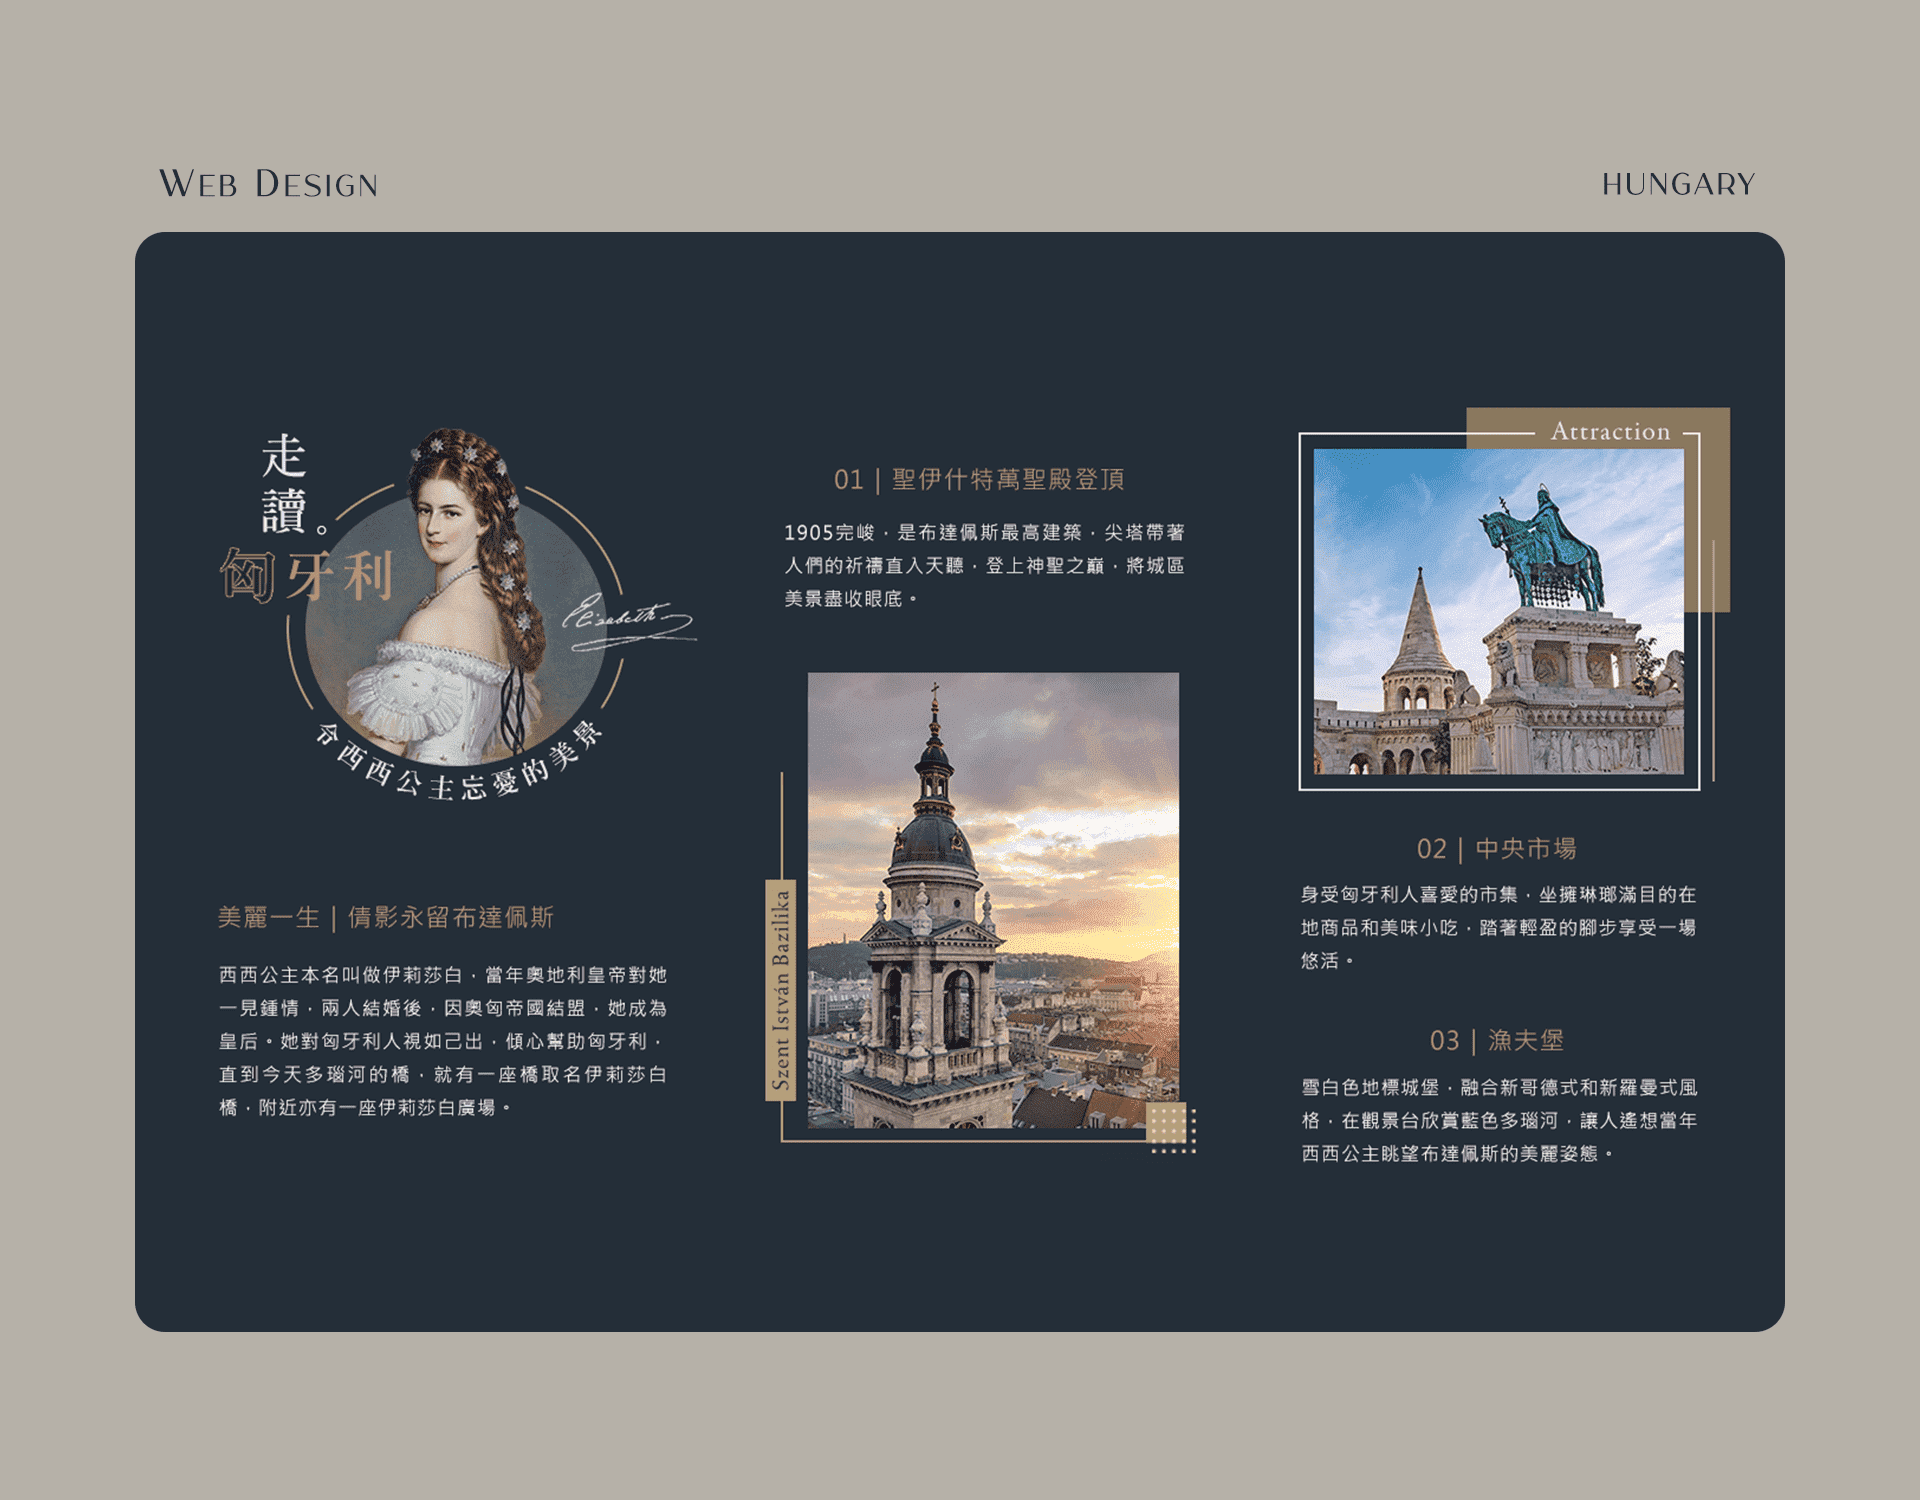 WEB DESIGN
HUNGARY
走讀。
匈牙利
Elisabeth
令西西公主忘憂的美景
美麗一生 | 倩影永留布達佩斯
西西公主本名叫做伊莉莎白，當年奧地利皇帝對她
一見鍾情，兩人結婚後，因奧匈帝國結盟，她成為
皇后。她對匈牙利人視如己出，傾心幫助匈牙利，
直到今天多瑙河的橋，就有一座橋取名伊莉莎白
橋，附近亦有一座伊莉莎白廣場。
01 | 聖伊什特萬聖殿登頂
1905完峻，是布達佩斯最高建築，尖塔帶著
人們的祈禱直入天聽，登上神聖之巔，將城區
美景盡收眼底。
Szent István Bazilika
Attraction
02 | 中央市場
身受匈牙利人喜愛的市集，坐擁琳瑯滿目的在
地商品和美味小吃，踏著輕盈的腳步享受一場
悠活。
03 | 漁夫堡
雪白色地標城堡，融合新哥德式和新羅曼式風
格，在觀景台欣賞藍色多瑙河，讓人遙想當年
西西公主眺望布達佩斯的美麗姿態。